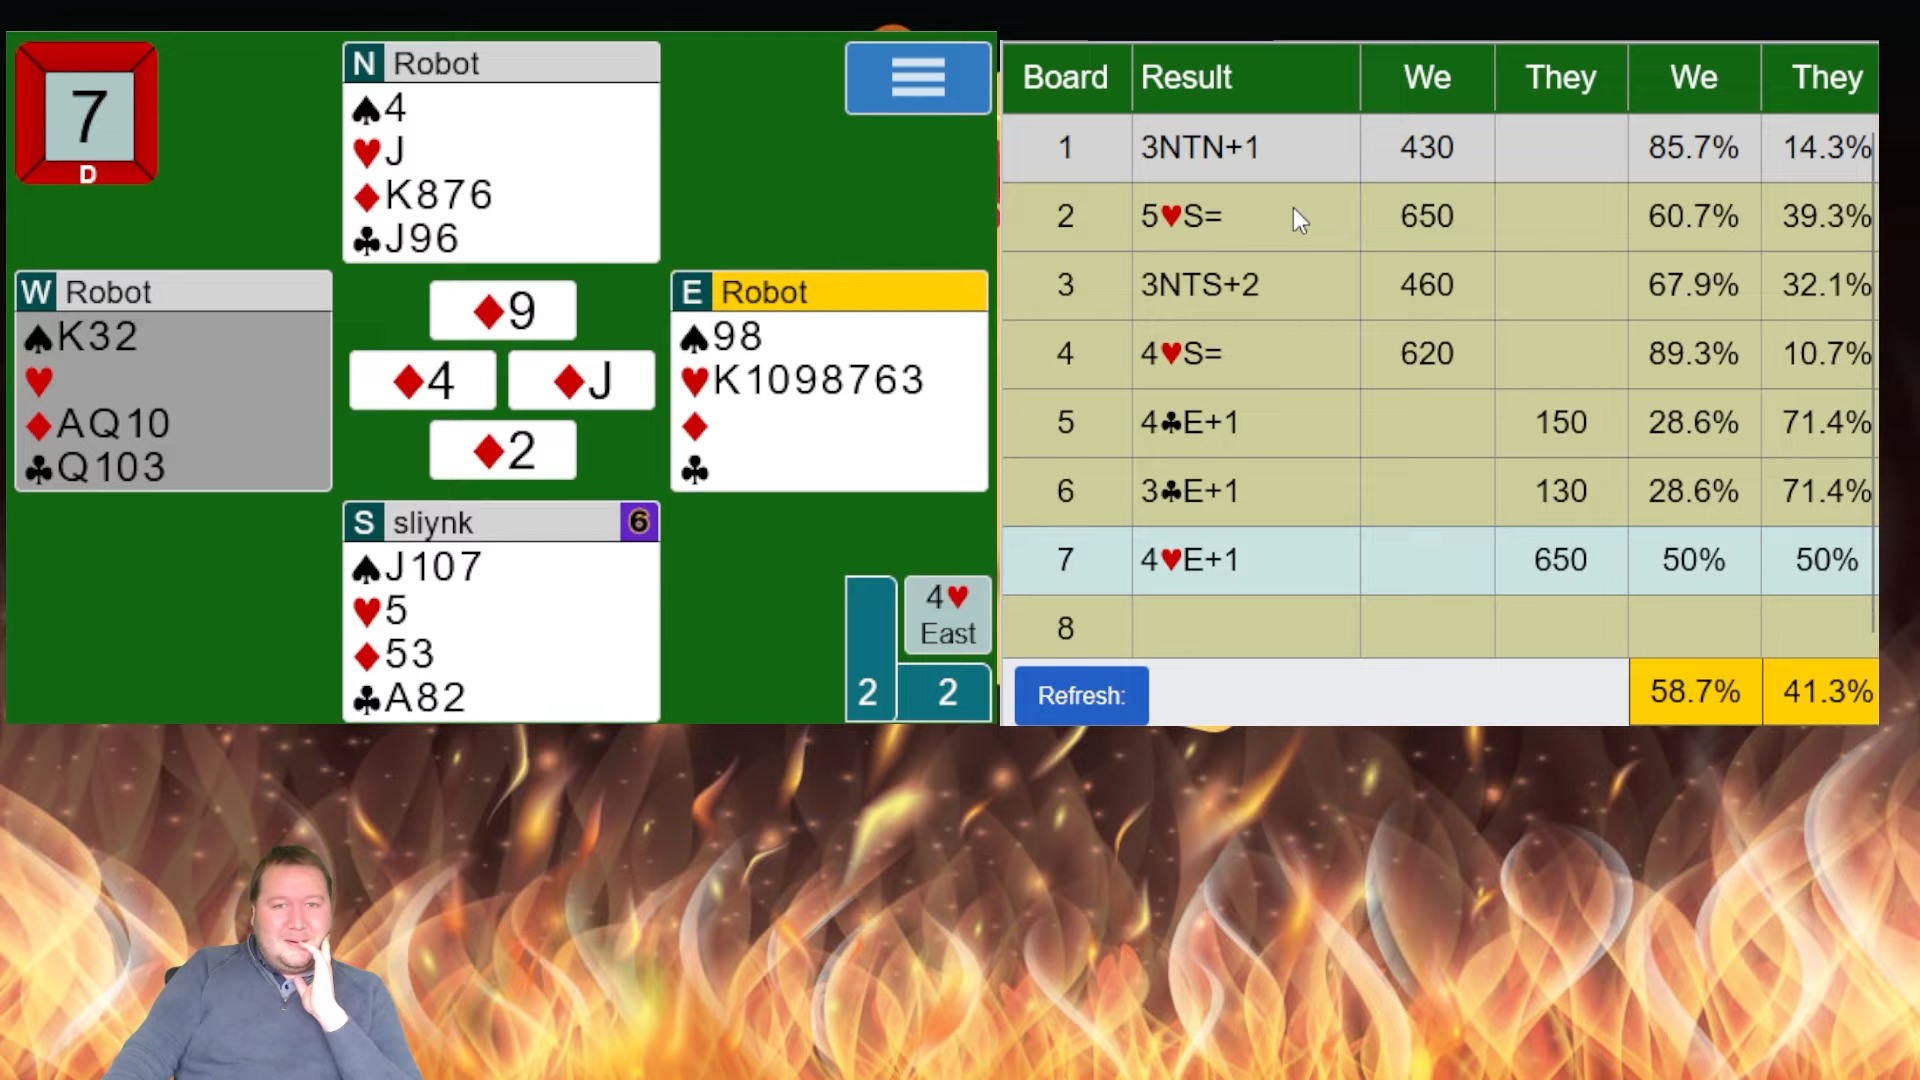 7
D
N Robot
♠4
♥J
♦K876
♣J96
W Robot
♠K32
♥
♦AQ10
♣Q103
♦9
♦4
♦J
♦2
E Robot
♠98
♥K1098763
♦
♣
S sliynk 6
♠J107
♥5
♦53
♣A82
2
4♥
East
2
Board Result We They We They
1 3NTN+1 430 85.7% 14.3%
2 5♥S= 650 60.7% 39.3%
3 3NTS+2 460 67.9% 32.1%
4 4♥S= 620 89.3% 10.7%
5 4♣E+1 150 28.6% 71.4%
6 3♣E+1 130 28.6% 71.4%
7 4♥E+1 650 50% 50%
8
Refresh: 58.7% 41.3%